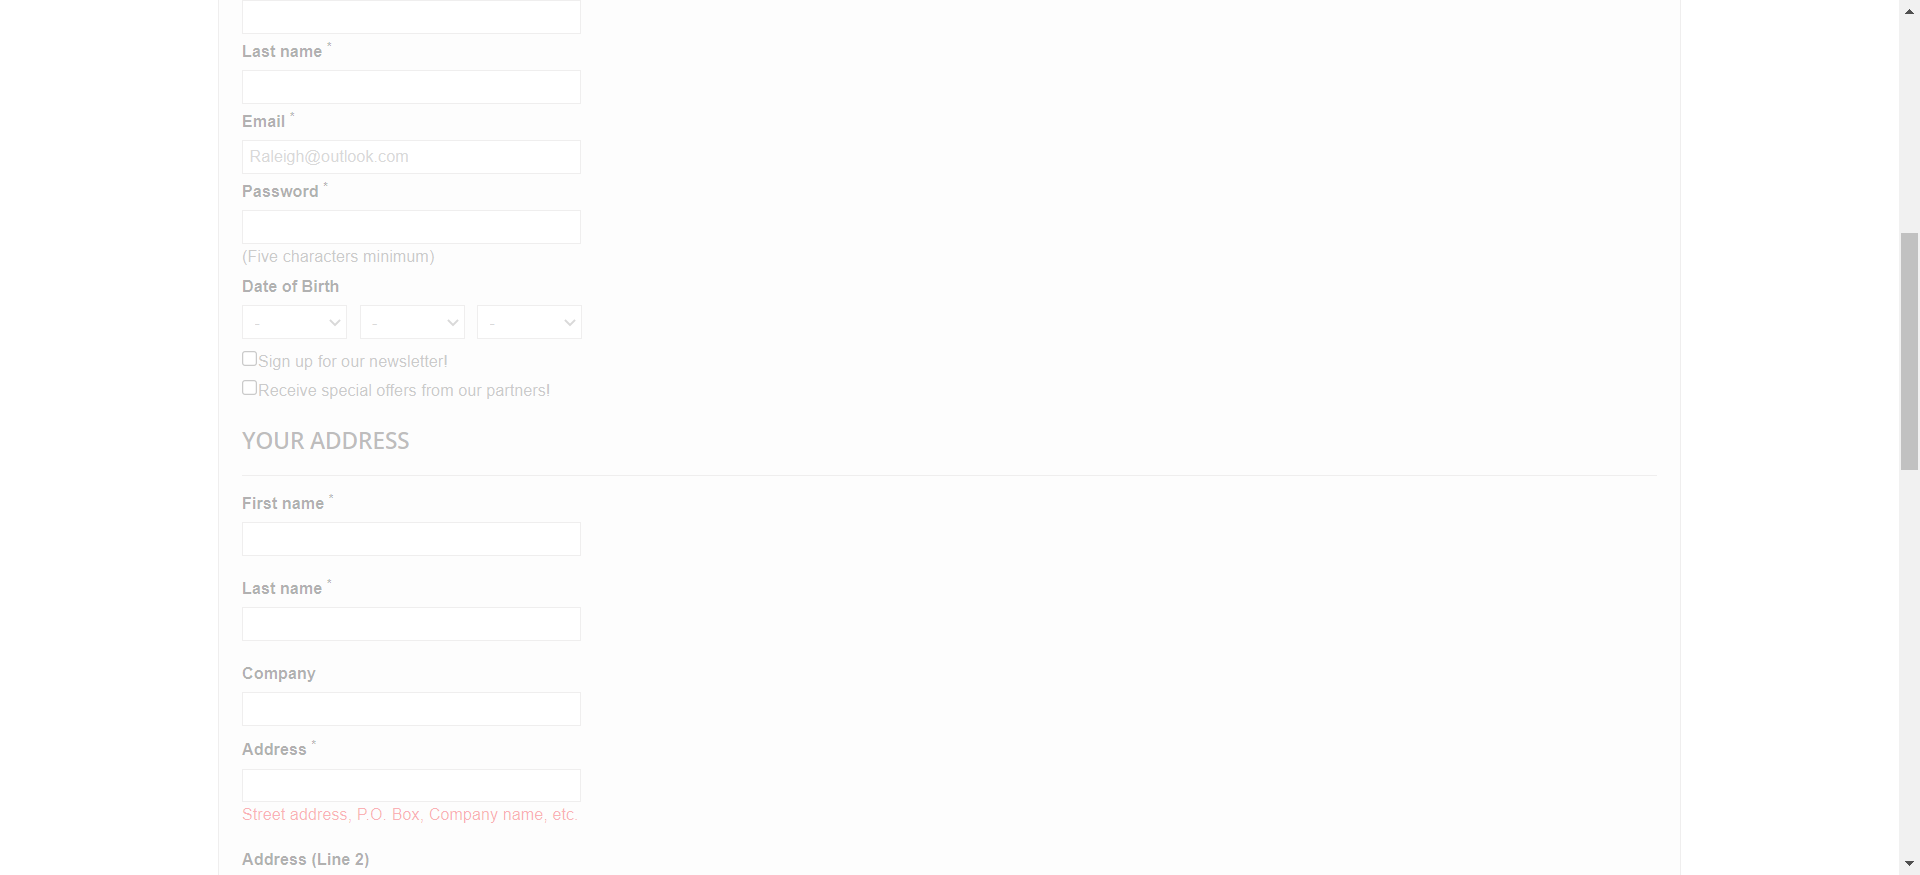 Last name *
Email *
Raleigh@outlook.com
Password *
(Five characters minimum)
Date of Birth
- - -
Sign up for our newsletter!
Receive special offers from our partners!
YOUR ADDRESS
First name *
Last name *
Company
Address *
Street address, P.O. Box, Company name, etc.
Address (Line 2)